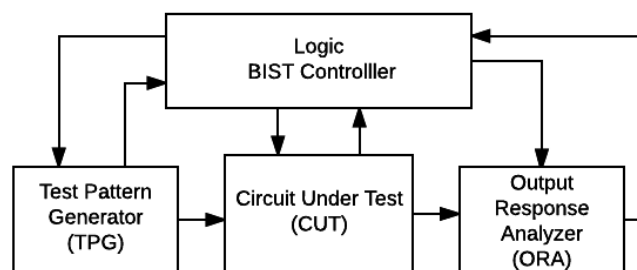 Logic
BIST Controlller
Test Pattern
Generator
(TPG)
Circuit Under Test
(CUT)
Output
Response
Analyzer
(ORA)